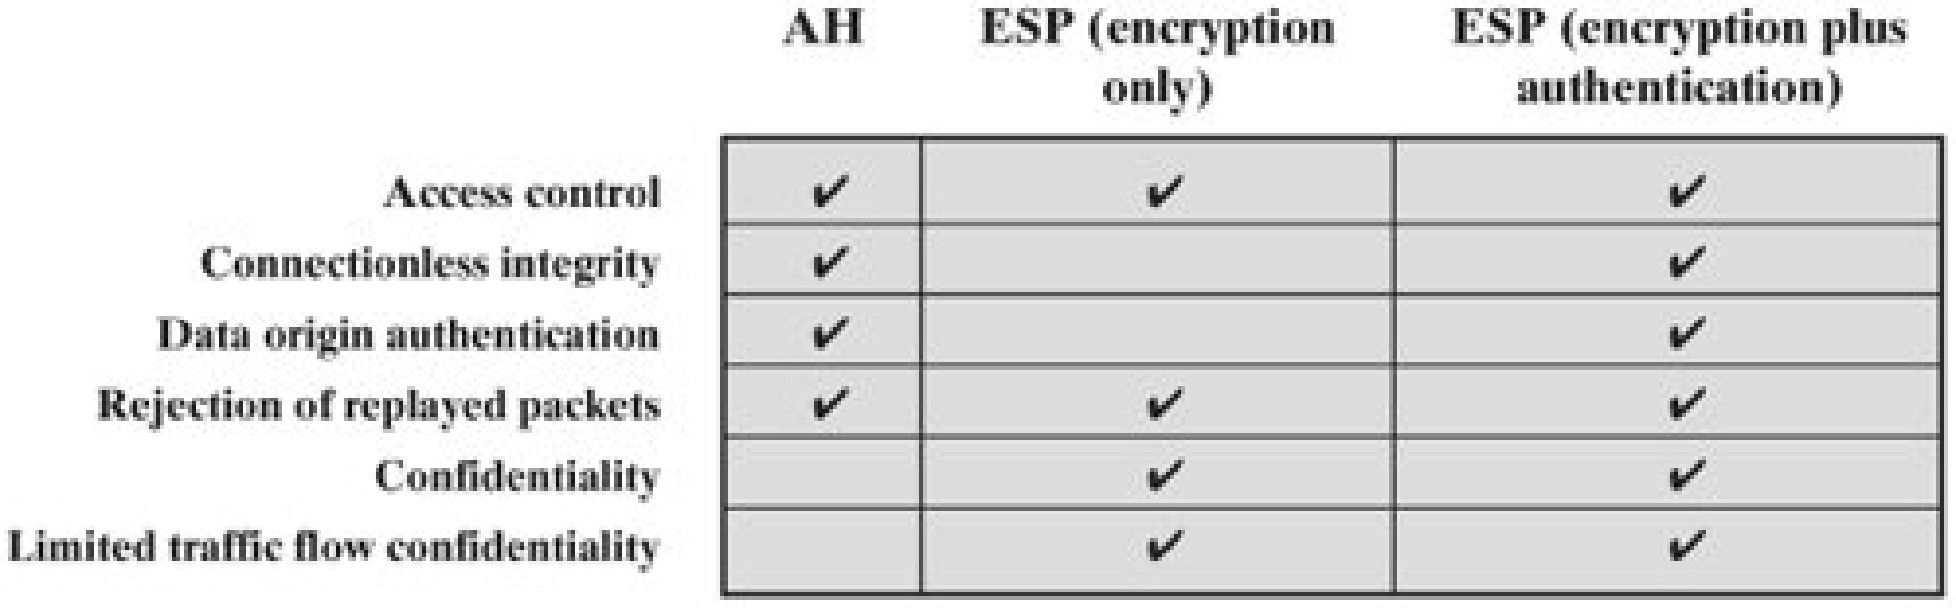 AH ESP (encryption only) ESP (encryption plus authentication)
Access control ✔ ✔ ✔
Connectionless integrity ✔ ✔
Data origin authentication ✔ ✔
Rejection of replayed packets ✔ ✔ ✔
Confidentiality ✔ ✔
Limited traffic flow confidentiality ✔ ✔